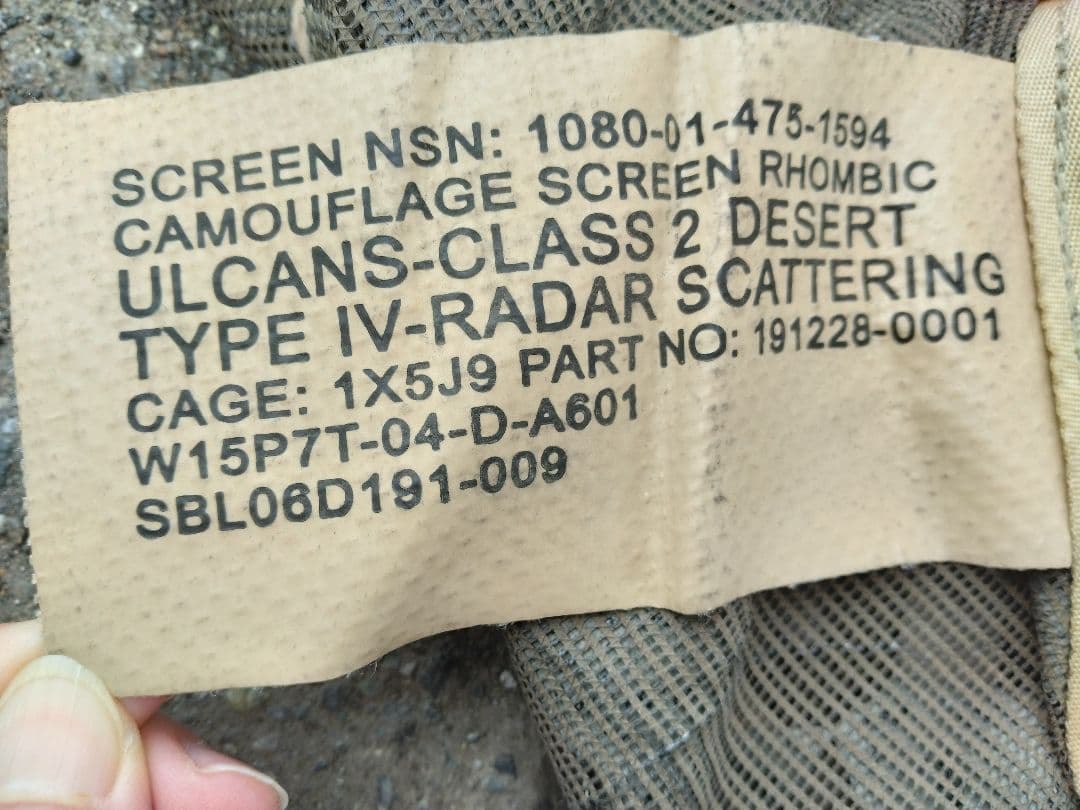 SCREEN NSN: 1080-01-475-1594
CAMOUFLAGE SCREEN RHOMBIC
ULCANS-CLASS 2 DESERT
TYPE IV-RADAR SCATTERING
CAGE: 1X5J9 PART NO: 191228-0001
W15P7T-04-D-A601
SBL06D191-009